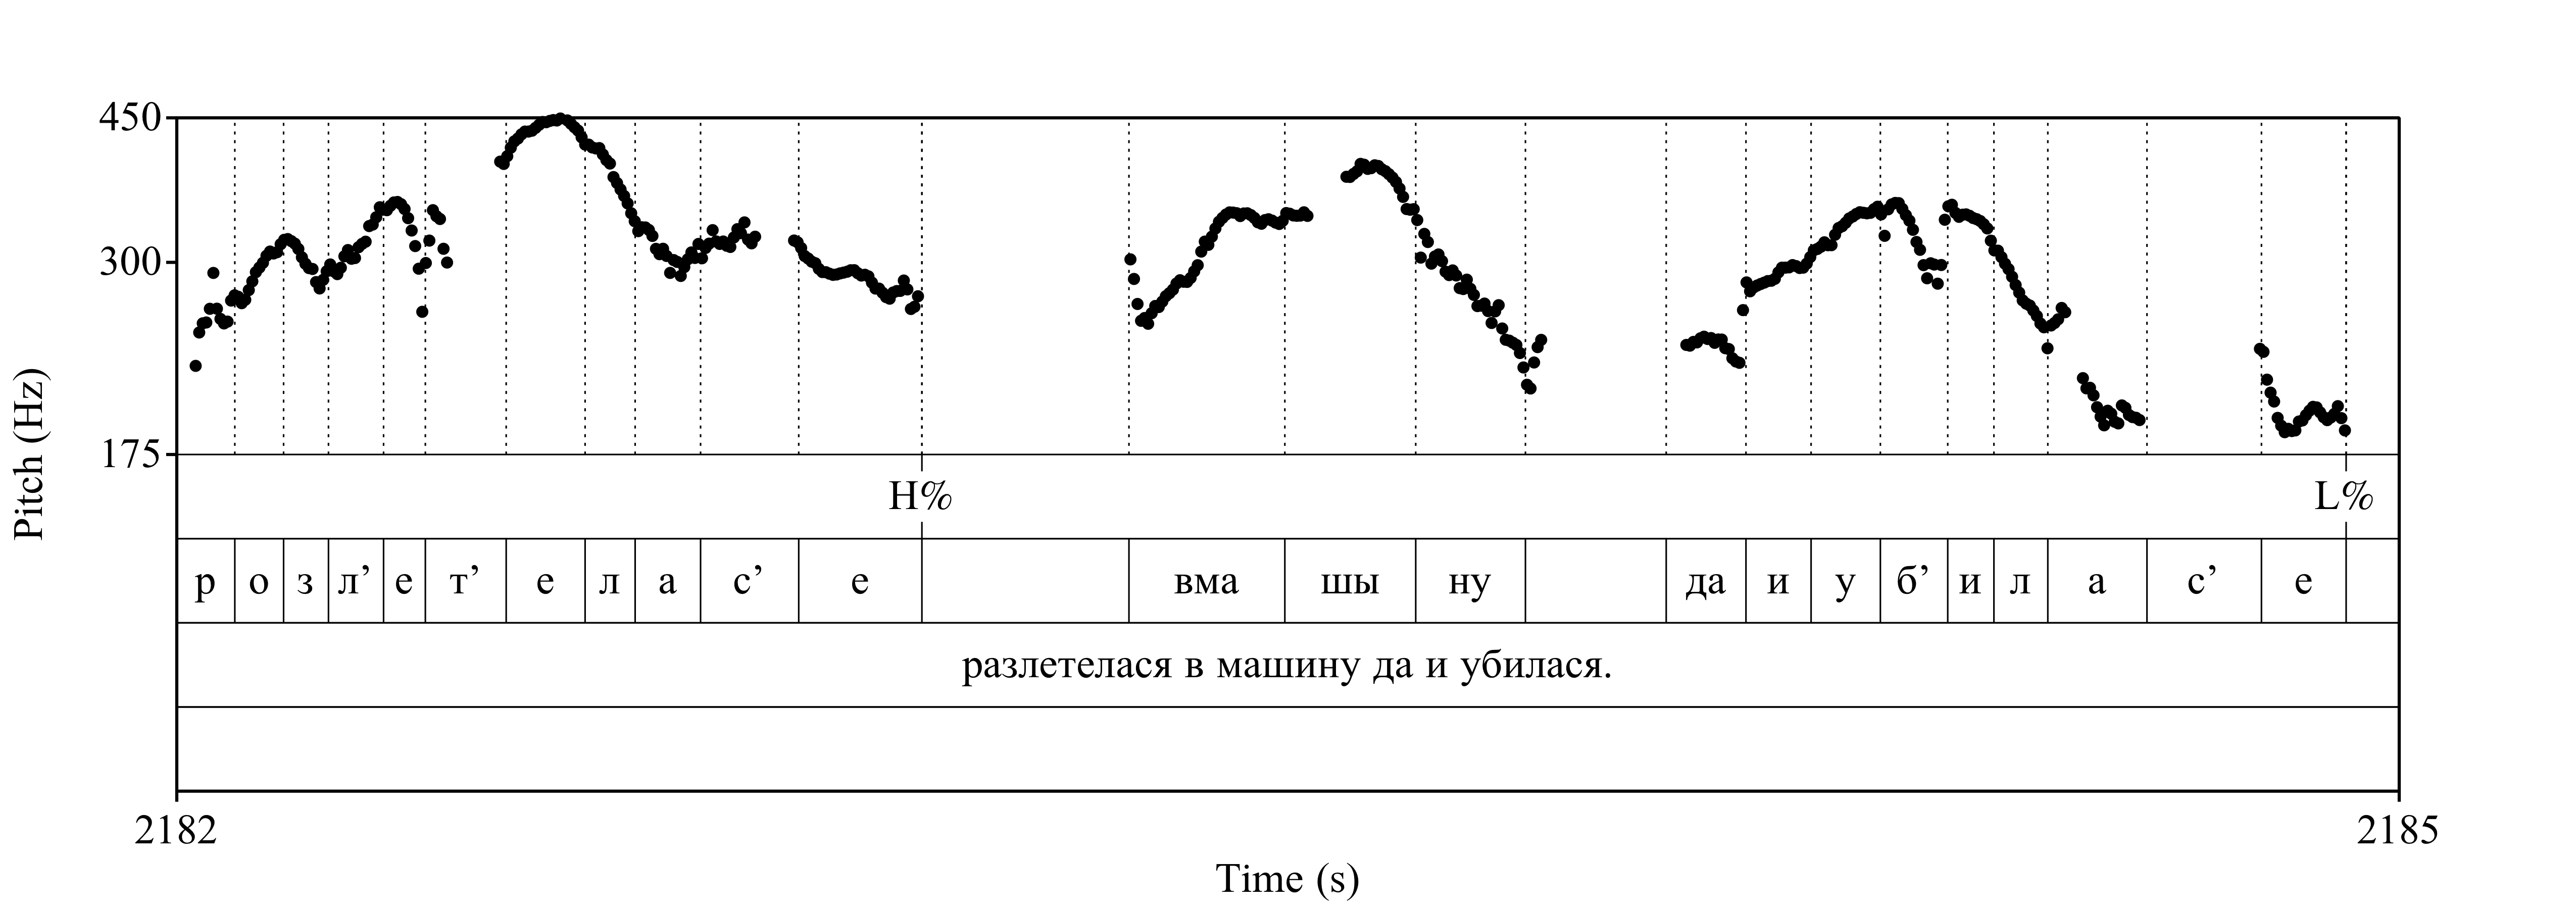 450
300
175
Pitch (Hz)
H% L%
р о з л’ е т’ е л а с’ е вма шы ну да и у б’ и л а с’ е
разлетелася в машину да и убилася.
2182 2185
Time (s)